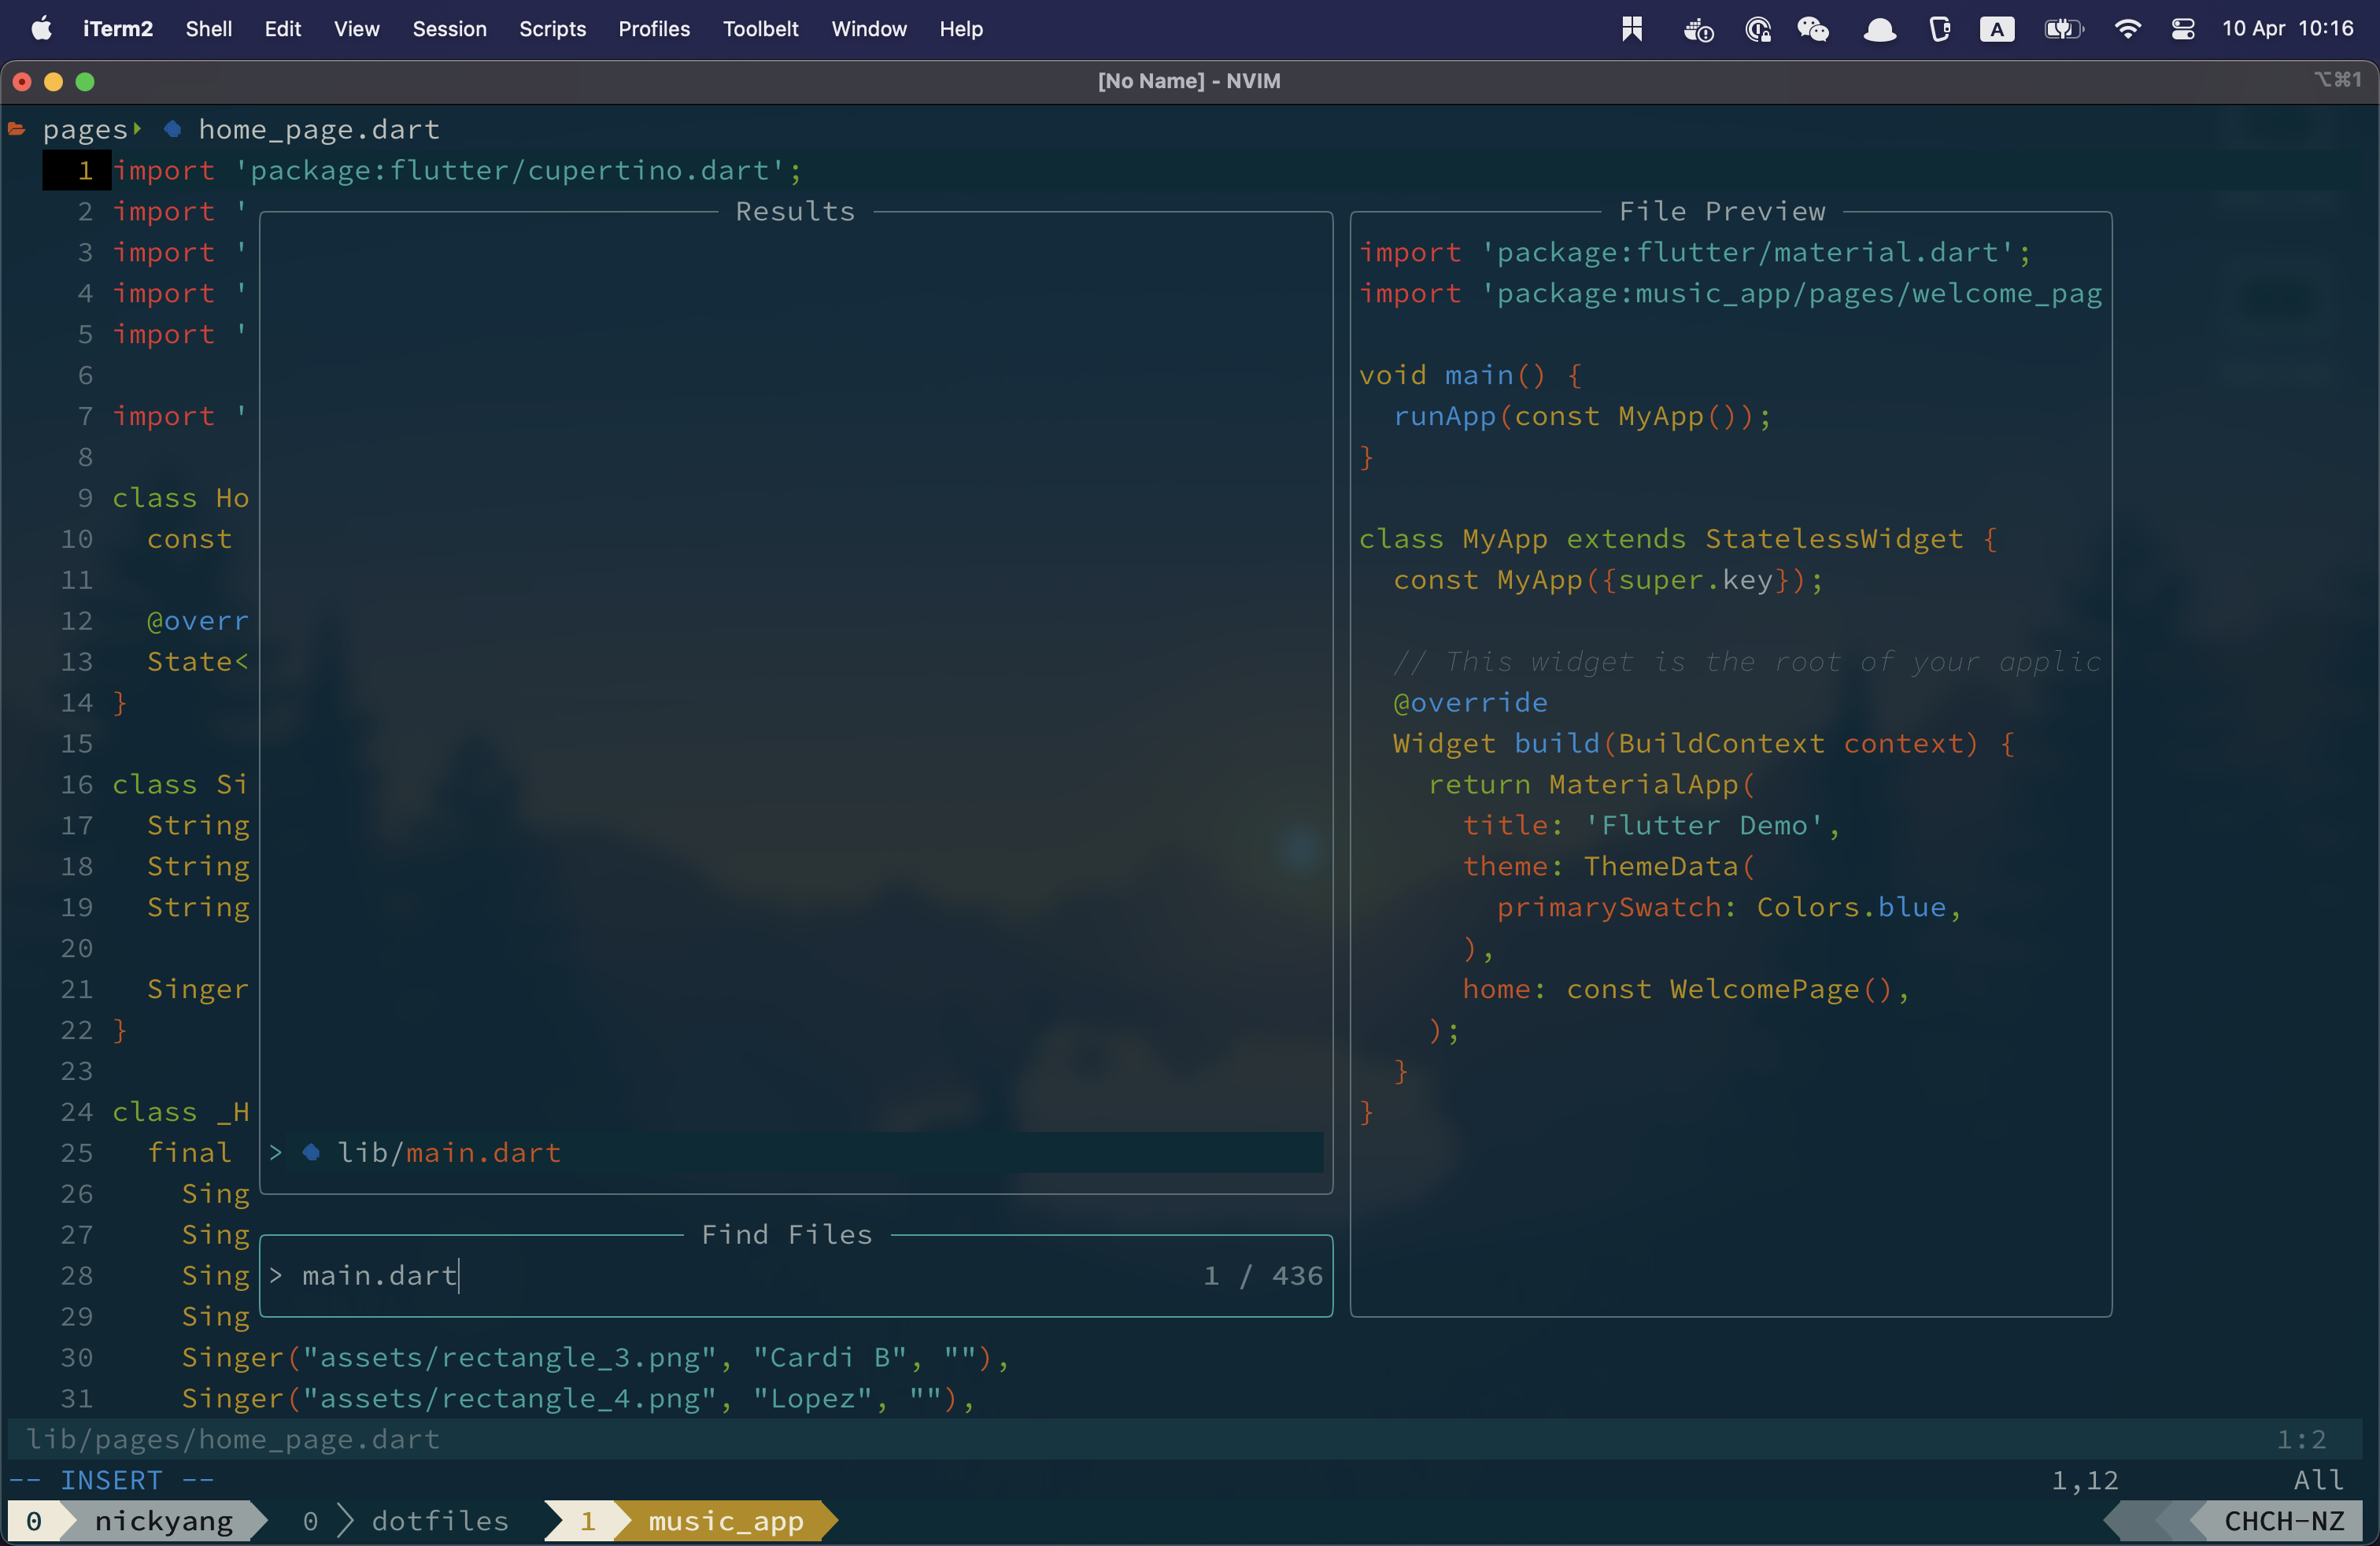 iTerm2 Shell Edit View Session Scripts Profiles Toolbelt Window Help A 10 Apr 10:16
[No Name] - NVIM ⌥⌘1
pages home_page.dart
1 import 'package:flutter/cupertino.dart';
2 import '
3 import '
4 import '
5 import '
6
7 import '
8
9 class Ho
10 const
11
12 @overr
13 State<
14 }
15
16 class Si
17 String
18 String
19 String
20
21 Singer
22 }
23
24 class _H
25 final
26 Sing
27 Sing
28 Sing
29 Sing
30 Singer("assets/rectangle_3.png", "Cardi B", ""),
31 Singer("assets/rectangle_4.png", "Lopez", ""),
Results
> lib/main.dart
Find Files
> main.dart 1 / 436
File Preview
import 'package:flutter/material.dart';
import 'package:music_app/pages/welcome_pag
void main() {
runApp(const MyApp());
}
class MyApp extends StatelessWidget {
const MyApp({super.key});
// This widget is the root of your applic
@override
Widget build(BuildContext context) {
return MaterialApp(
title: 'Flutter Demo',
theme: ThemeData(
primarySwatch: Colors.blue,
),
home: const WelcomePage(),
);
}
}
lib/pages/home_page.dart 1:2
-- INSERT -- 1,12 All
0 nickyang 0 dotfiles 1 music_app CHCH-NZ